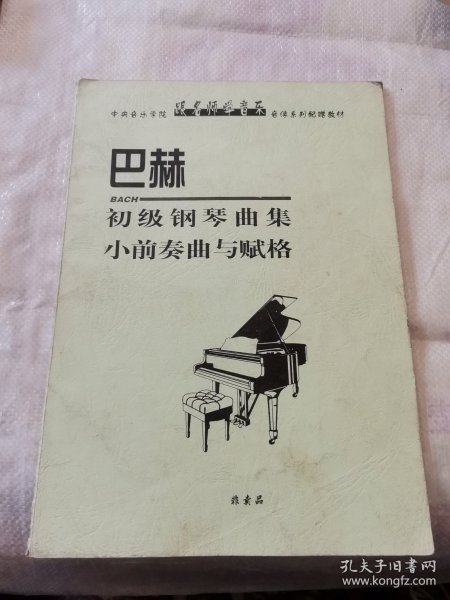 中央音乐学院 跟名师学音乐 音像系列配谱教材
巴赫
BACH
初级钢琴曲集
小前奏曲与赋格
非卖品
孔夫子旧书网
www.kongfz.com